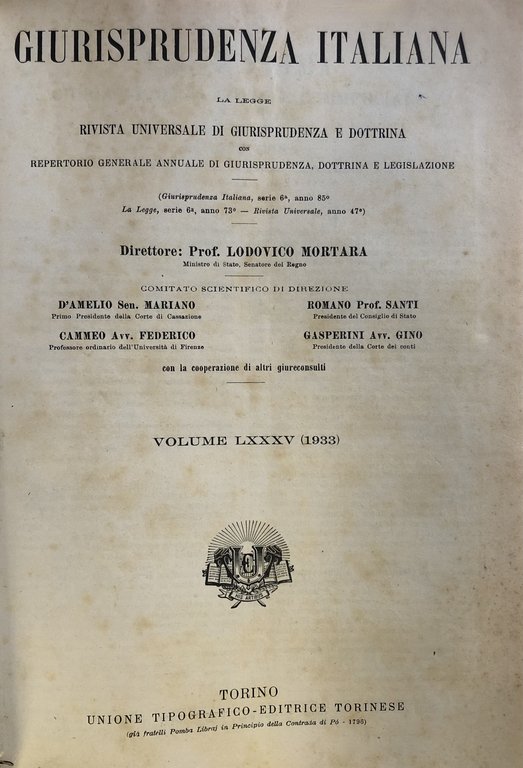 GIURISPRUDENZA ITALIANA
LA LEGGE
RIVISTA UNIVERSALE DI GIURISPRUDENZA E DOTTRINA
CON
REPERTORIO GENERALE ANNUALE DI GIURISPRUDENZA, DOTTRINA E LEGISLAZIONE
(Giurisprudenza Italiana, serie 6ª, anno 85º
La Legge, serie 6ª, anno 73º — Rivista Universale, anno 47º)
Direttore: Prof. LODOVICO MORTARA
Ministro di Stato, Senatore del Regno
COMITATO SCIENTIFICO DI DIREZIONE
D'AMELIO Sen. MARIANO
Primo Presidente della Corte di Cassazione
ROMANO Prof. SANTI
Presidente del Consiglio di Stato
CAMMEO Avv. FEDERICO
Professore ordinario dell'Università di Firenze
GASPERINI Avv. GINO
Presidente della Corte dei conti
con la cooperazione di altri giureconsulti
VOLUME LXXXV (1933)
TORINO
UNIONE TIPOGRAFICO-EDITRICE TORINESE
(già fratelli Pomba Libraj in Principio della Contrada di Pò - 1796)